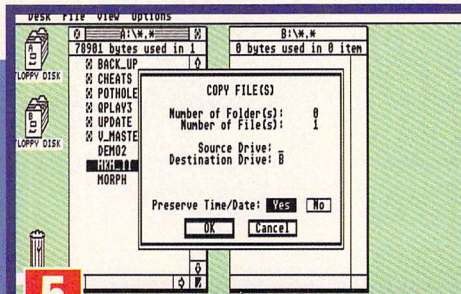 Desk File View Options
A:\*.*
78901 bytes used in 1
BACK_UP
CHEATS
POTHOLE
QPLAY3
UPDATE
V_MASTE
DEMO2
MORPH
B:\*.*
0 bytes used in 0 item
FLOPPY DISK
FLOPPY DISK
COPY FILE(S)
Number of Folder(s): 0
Number of File(s): 1
Source Drive: _
Destination Drive: B
Preserve Time/Date: Yes No
OK Cancel
5